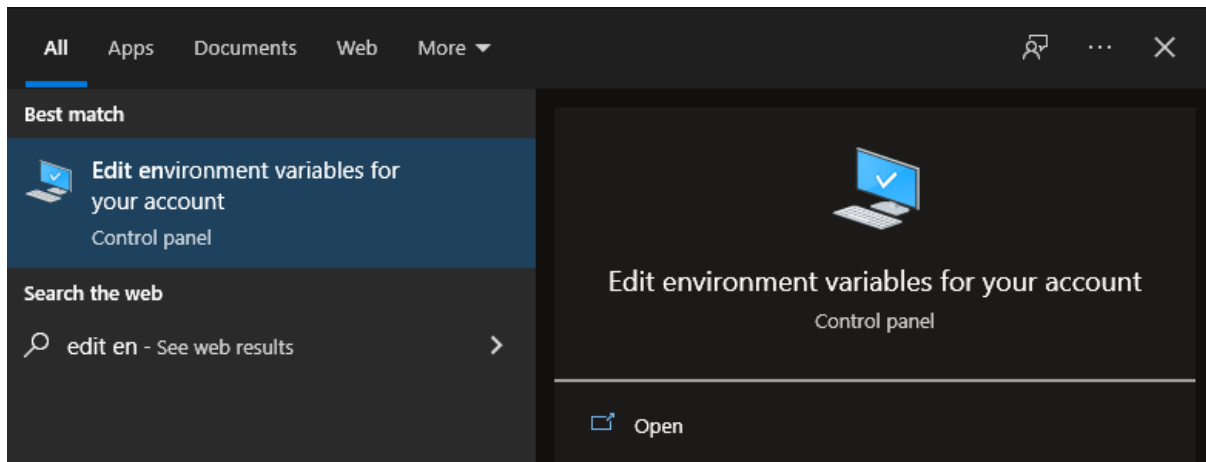 All Apps Documents Web More
Best match
Edit environment variables for
your account
Control panel
Search the web
edit en - See web results
Edit environment variables for your account
Control panel
Open